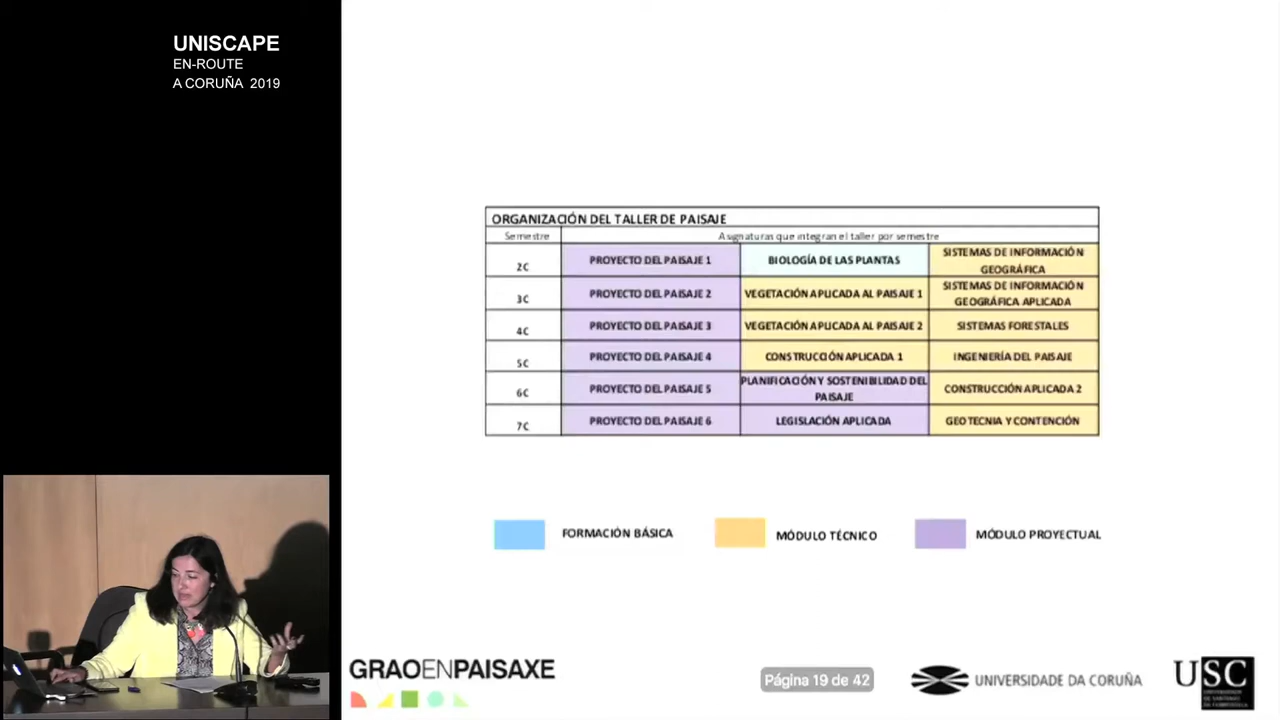 UNISCAPE
EN-ROUTE
A CORUÑA 2019
ORGANIZACIÓN DEL TALLER DE PAISAJE
Semestre Asignaturas que integran el taller por semestre
2C PROYECTO DEL PAISAJE 1 BIOLOGÍA DE LAS PLANTAS SISTEMAS DE INFORMACIÓN GEOGRÁFICA
3C PROYECTO DEL PAISAJE 2 VEGETACIÓN APLICADA AL PAISAJE 1 SISTEMAS DE INFORMACIÓN GEOGRÁFICA APLICADA
4C PROYECTO DEL PAISAJE 3 VEGETACIÓN APLICADA AL PAISAJE 2 SISTEMAS FORESTALES
5C PROYECTO DEL PAISAJE 4 CONSTRUCCIÓN APLICADA 1 INGENIERÍA DEL PAISAJE
6C PROYECTO DEL PAISAJE 5 PLANIFICACIÓN Y SOSTENIBILIDAD DEL PAISAJE CONSTRUCCIÓN APLICADA 2
7C PROYECTO DEL PAISAJE 6 LEGISLACIÓN APLICADA GEOTECNIA Y CONTENCIÓN
FORMACIÓN BÁSICA MÓDULO TÉCNICO MÓDULO PROYECTUAL
GRAOENPAISAXE
Página 19 de 42
UNIVERSIDADE DA CORUÑA
USC